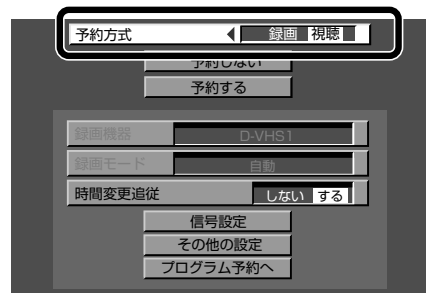 予約方式 録画 視聴
予約しない
予約する
録画機器 D-VHS1
録画モード 自動
時間変更追従 しない する
信号設定
その他の設定
プログラム予約へ